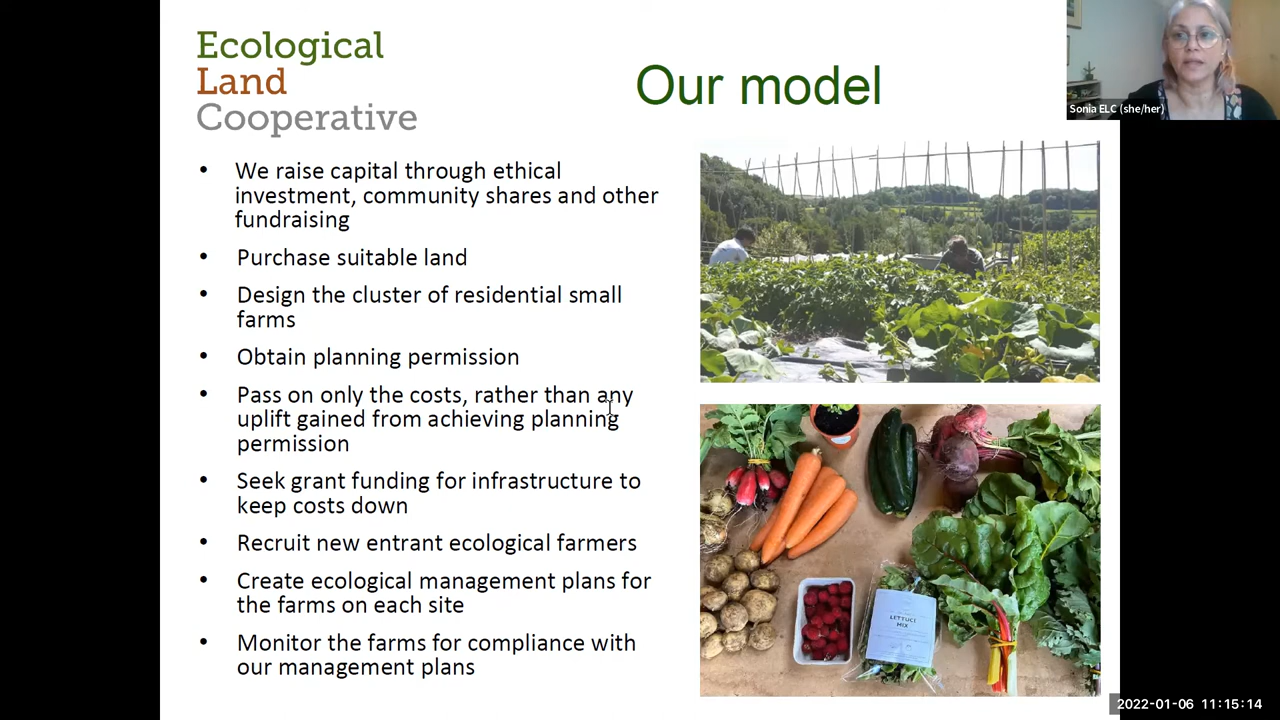 Ecological
Land
Cooperative
Our model
Sonia ELC (she/her)
• We raise capital through ethical
investment, community shares and other
fundraising
• Purchase suitable land
• Design the cluster of residential small
farms
• Obtain planning permission
• Pass on only the costs, rather than any
uplift gained from achieving planning
permission
• Seek grant funding for infrastructure to
keep costs down
• Recruit new entrant ecological farmers
• Create ecological management plans for
the farms on each site
• Monitor the farms for compliance with
our management plans
LETTUCE
MIX
2022-01-06 11:15:14